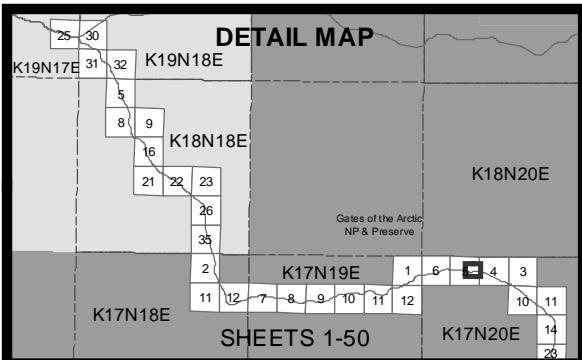 DETAIL MAP
25 30
K19N17E
31 32
K19N18E
5
8 9
K18N18E
16
21 22 23
K18N20E
26
Gates of the Arctic
NP & Preserve
35
2
K17N19E
1 6 5 4 3
11 12 7 8 9 10 11 12
10 11
K17N18E
SHEETS 1-50
K17N20E
14
23